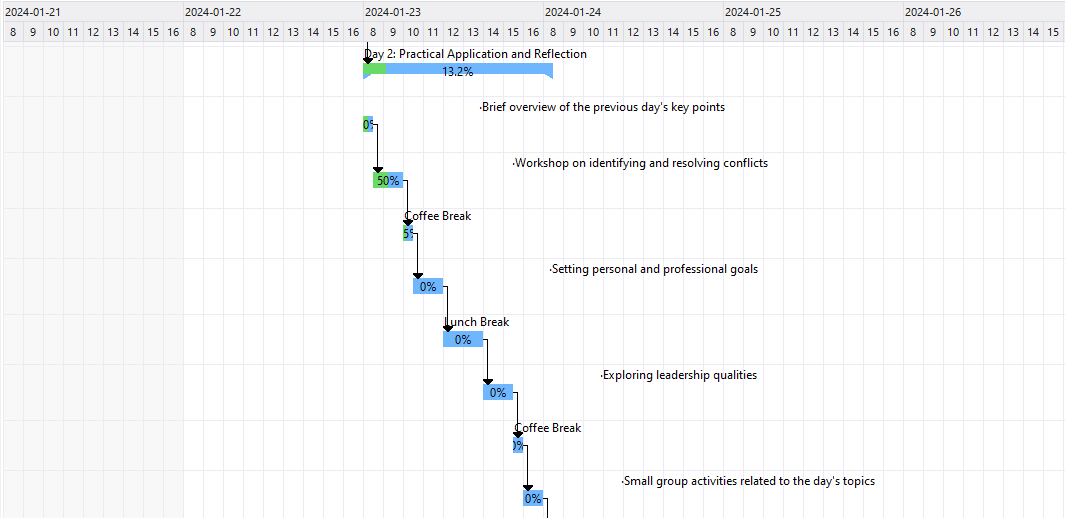 2024-01-21 2024-01-22 2024-01-23 2024-01-24 2024-01-25 2024-01-26
8 9 10 11 12 13 14 15 16 8 9 10 11 12 13 14 15 16 8 9 10 11 12 13 14 15 16 8 9 10 11 12 13 14 15 16 8 9 10 11 12 13 14 15 16 8 9 10 11 12 13 14 15
Day 2: Practical Application and Reflection
13.2%
Brief overview of the previous day's key points
Workshop on identifying and resolving conflicts
50%
Coffee Break
Setting personal and professional goals
0%
Lunch Break
0%
Exploring leadership qualities
0%
Coffee Break
0%
Small group activities related to the day's topics
0%